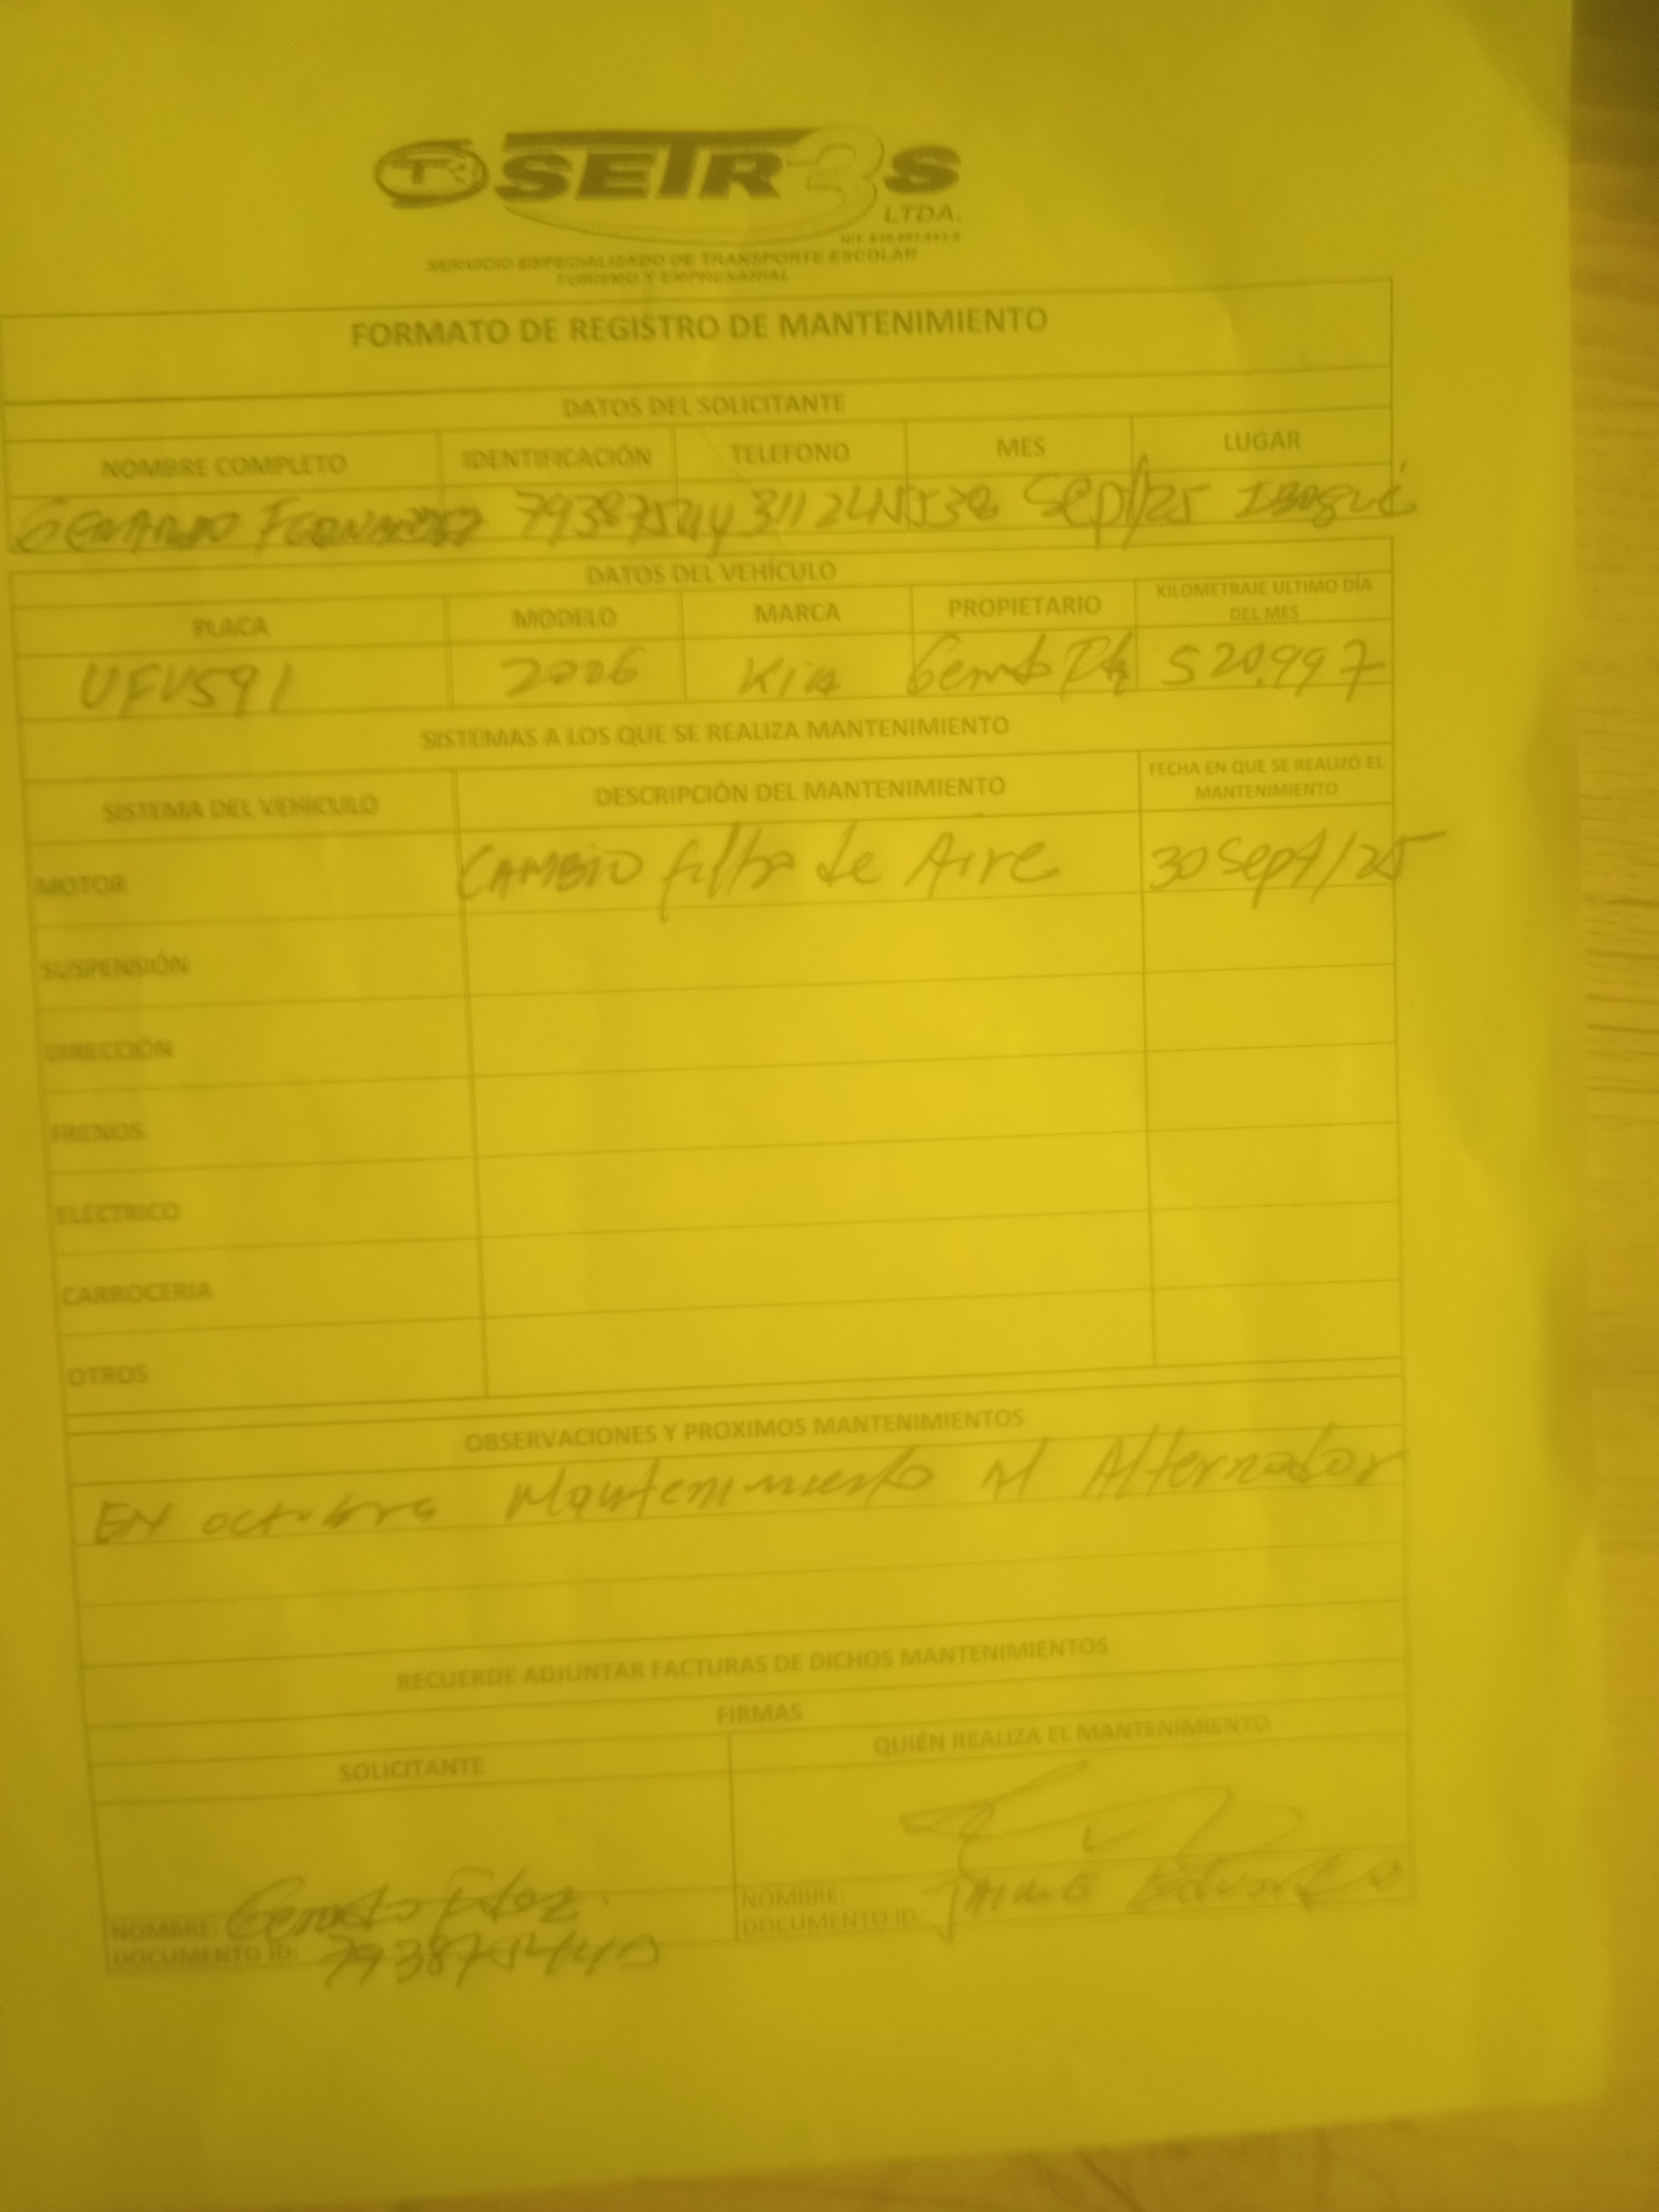 SETR3S
LTDA.
SERVICIO ESPECIALIZADO DE TRANSPORTE ESCOLAR
TURISMO Y EMPRESARIAL
FORMATO DE REGISTRO DE MANTENIMIENTO
DATOS DEL SOLICITANTE
NOMBRE COMPLETO IDENTIFICACIÓN TELEFONO MES LUGAR
79387544 Sept/25 IBAGUÉ
DATOS DEL VEHÍCULO
PLACA MODELO MARCA PROPIETARIO KILOMETRAJE ULTIMO DÍA DEL MES
UFV591 2006 Kia 520.997
SISTEMAS A LOS QUE SE REALIZA MANTENIMIENTO
SISTEMA DEL VEHICULO DESCRIPCIÓN DEL MANTENIMIENTO FECHA EN QUE SE REALIZÓ EL MANTENIMIENTO
MOTOR CAMBIO filtro de Aire 30 Sept/25
SUSPENSIÓN
DIRECCIÓN
FRENOS
ELÉCTRICO
CARROCERIA
OTROS
OBSERVACIONES Y PROXIMOS MANTENIMIENTOS
EN octubre Mantenimiento Al Alternador
RECUERDE ADJUNTAR FACTURAS DE DICHOS MANTENIMIENTOS
FIRMAS
SOLICITANTE QUIÉN REALIZA EL MANTENIMIENTO
NOMBRE: NOMBRE:
DOCUMENTO ID: DOCUMENTO ID: